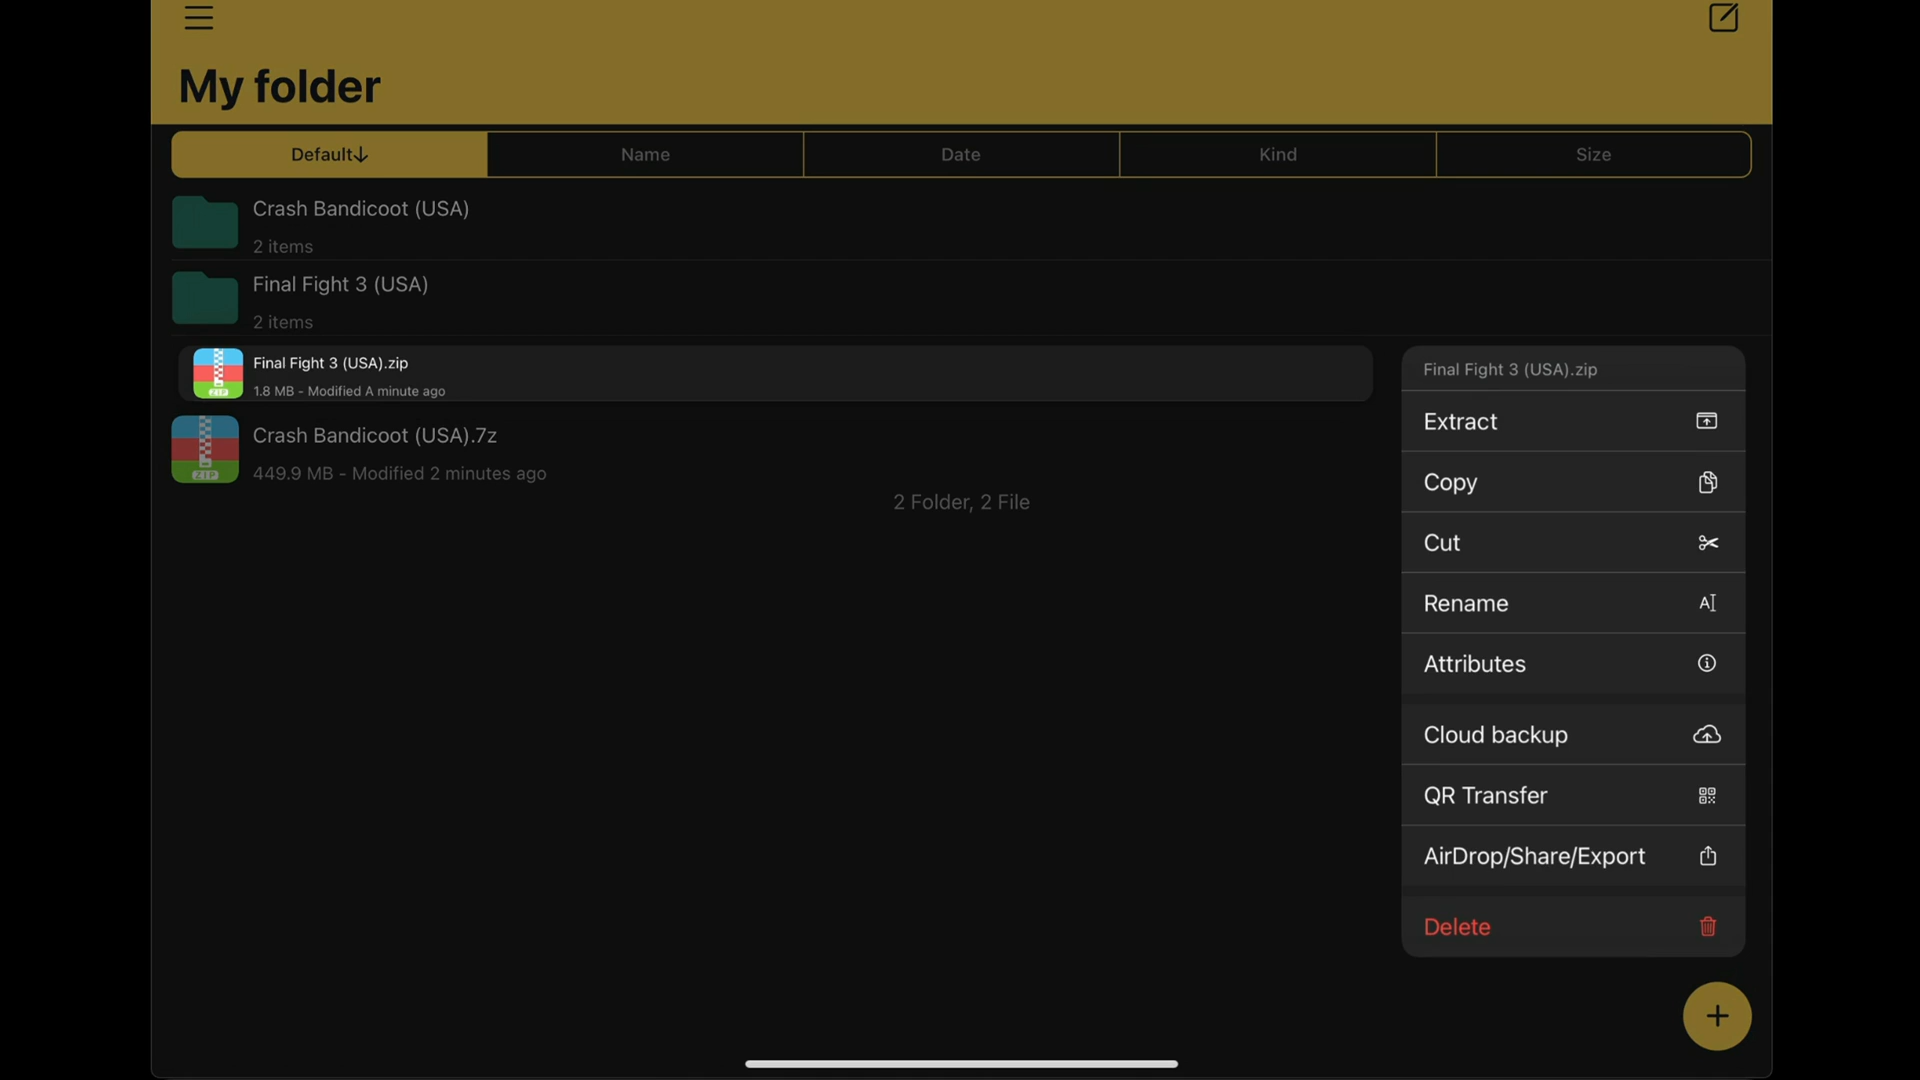 My folder
Default↓
Name
Date
Kind
Size
Crash Bandicoot (USA)
2 items
Final Fight 3 (USA)
2 items
ZIP
Final Fight 3 (USA).zip
1.8 MB - Modified A minute ago
ZIP
Crash Bandicoot (USA).7z
449.9 MB - Modified 2 minutes ago
2 Folder, 2 File
Final Fight 3 (USA).zip
Extract
Copy
Cut
Rename
Attributes
Cloud backup
QR Transfer
AirDrop/Share/Export
Delete